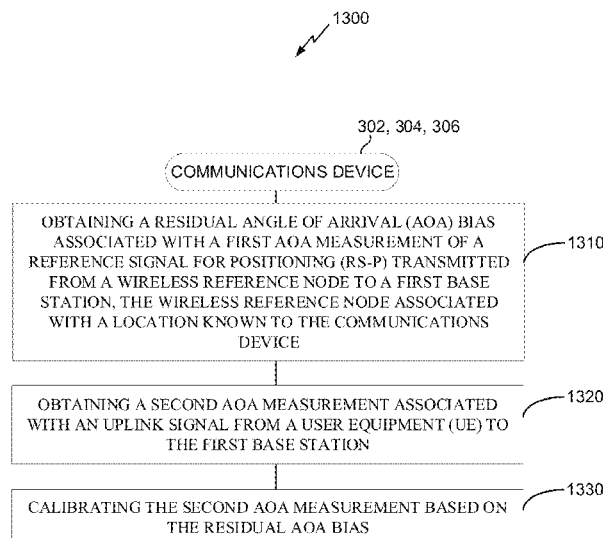 1300
302, 304, 306
COMMUNICATIONS DEVICE
OBTAINING A RESIDUAL ANGLE OF ARRIVAL (AOA) BIAS
ASSOCIATED WITH A FIRST AOA MEASUREMENT OF A
REFERENCE SIGNAL FOR POSITIONING (RS-P) TRANSMITTED
FROM A WIRELESS REFERENCE NODE TO A FIRST BASE
STATION, THE WIRELESS REFERENCE NODE ASSOCIATED
WITH A LOCATION KNOWN TO THE COMMUNICATIONS
DEVICE
1310
OBTAINING A SECOND AOA MEASUREMENT ASSOCIATED
WITH AN UPLINK SIGNAL FROM A USER EQUIPMENT (UE) TO
THE FIRST BASE STATION
1320
CALIBRATING THE SECOND AOA MEASUREMENT BASED ON
THE RESIDUAL AOA BIAS
1330